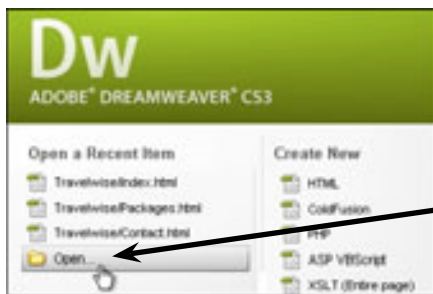 Dw
ADOBE® DREAMWEAVER® CS3
Open a Recent Item
Travelwise/Index.html
Travelwise/Packages.html
Travelwise/Contact.html
Open...
Create New
HTML
ColdFusion
PHP
ASP VBScript
XSLT (Entire page)